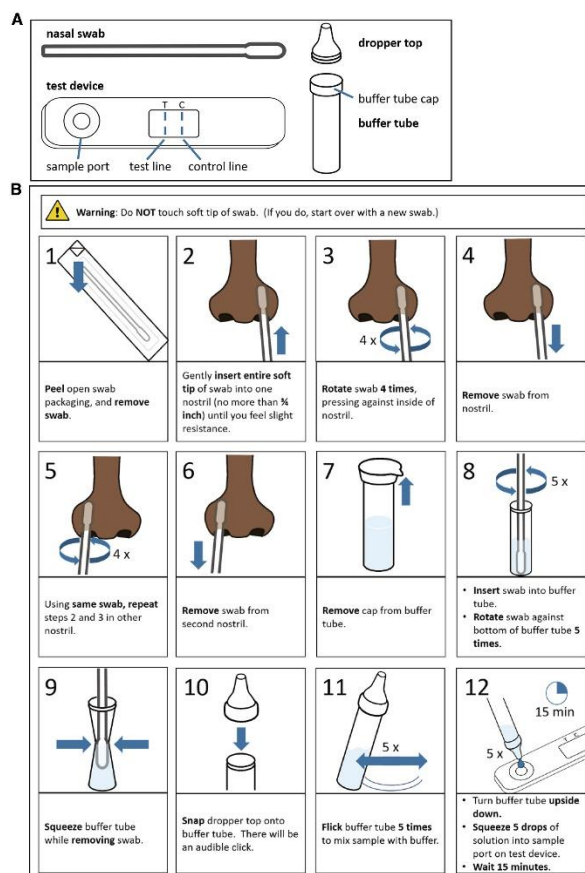 A
nasal swab
dropper top
test device
T C
buffer tube cap
buffer tube
sample port
test line
control line
B
Warning: Do NOT touch soft tip of swab. (If you do, start over with a new swab.)
1
Peel open swab
packaging, and remove
swab.
2
Gently insert entire soft
tip of swab into one
nostril (no more than ¾
inch) until you feel slight
resistance.
3
4 x
Rotate swab 4 times,
pressing against inside of
nostril.
4
Remove swab from
nostril.
5
4 x
Using same swab, repeat
steps 2 and 3 in other
nostril.
6
Remove swab from
second nostril.
7
Remove cap from buffer
tube.
8
5 x
• Insert swab into buffer
tube.
• Rotate swab against
bottom of buffer tube 5
times.
9
Squeeze buffer tube
while removing swab.
10
Snap dropper top onto
buffer tube. There will be
an audible click.
11
5 x
Flick buffer tube 5 times
to mix sample with buffer.
12
15 min
5 x
T C
• Turn buffer tube upside
down.
• Squeeze 5 drops of
solution into sample
port on test device.
• Wait 15 minutes.